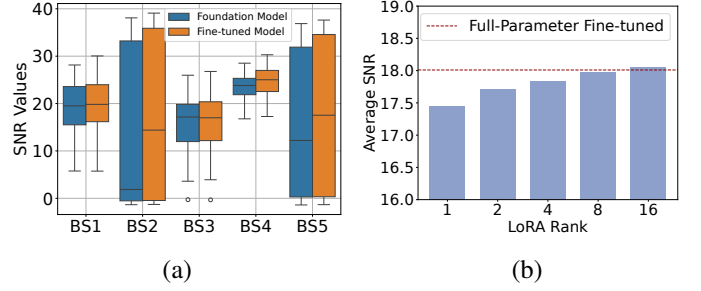 SNR Values
40
30
20
10
0
Foundation Model
Fine-tuned Model
BS1 BS2 BS3 BS4 BS5
(a)
Average SNR
19.0
18.5
18.0
17.5
17.0
16.5
16.0
Full-Parameter Fine-tuned
1 2 4 8 16
LoRA Rank
(b)